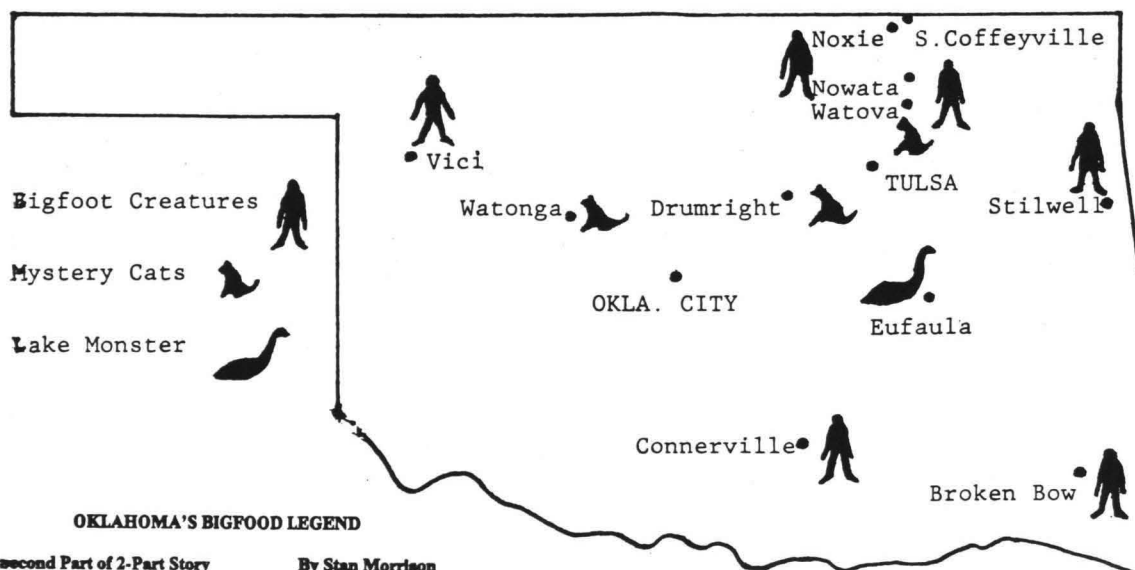 Noxie S.Coffeyville
Nowata
Watova
Vici
TULSA
Bigfoot Creatures
Watonga Drumright Stilwell
Mystery Cats
OKLA. CITY
Eufaula
Lake Monster
Connerville
Broken Bow
OKLAHOMA'S BIGFOOD LEGEND
second Part of 2-Part Story By Stan Morrison